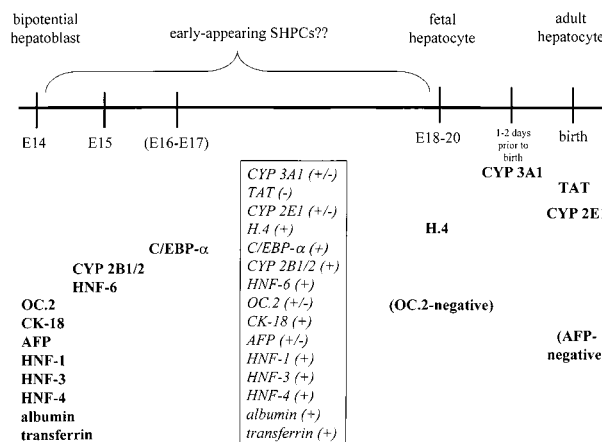 bipotential
hepatoblast
early-appearing SHPCs??
fetal
hepatocyte
adult
hepatocyte
E14
E15
(E16-E17)
E18-20
1-2 days
prior to
birth
birth
CYP 3A1
TAT
CYP 2E1
H.4
C/EBP-α
CYP 2B1/2
HNF-6
OC.2
CK-18
AFP
HNF-1
HNF-3
HNF-4
albumin
transferrin
CYP 3A1 (+/-)
TAT (-)
CYP 2E1 (+/-)
H.4 (+)
C/EBP-α (+)
CYP 2B1/2 (+)
HNF-6 (+)
OC.2 (+/-)
CK-18 (+)
AFP (+/-)
HNF-1 (+)
HNF-3 (+)
HNF-4 (+)
albumin (+)
transferrin (+)
(OC.2-negative)
(AFP-
negative)